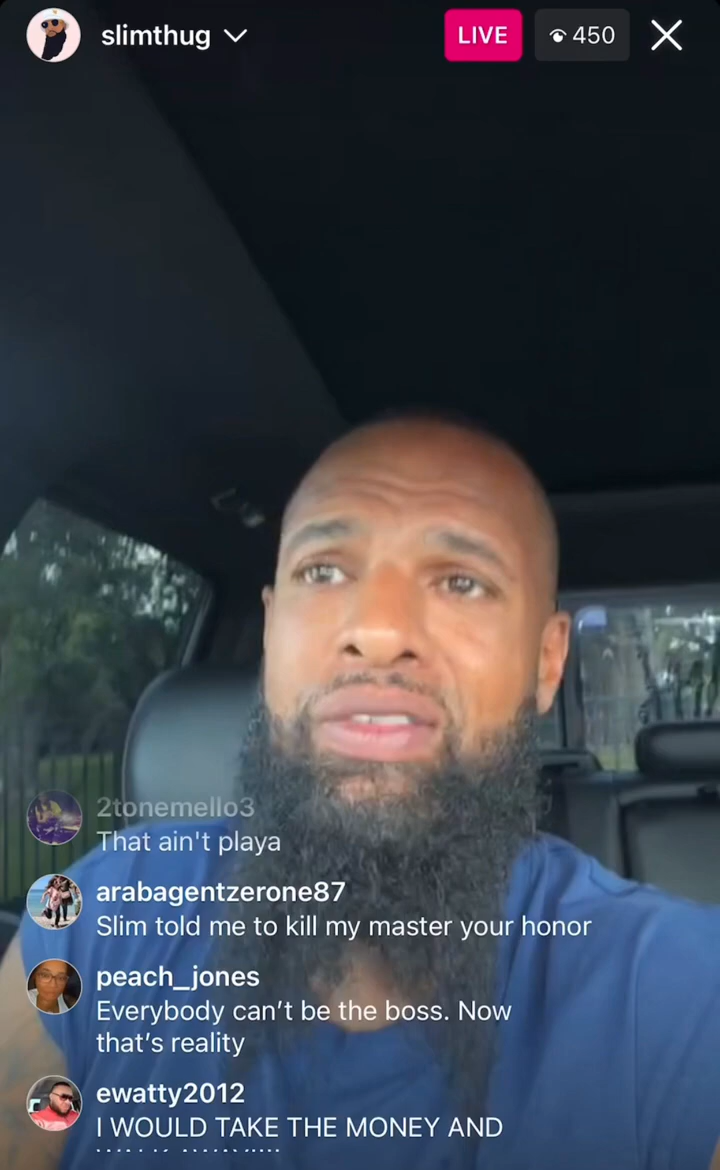 slimthug
LIVE
450
2tonemello3
That ain't playa
arabagentzerone87
Slim told me to kill my master your honor
peach_jones
Everybody can't be the boss. Now
that's reality
ewatty2012
I WOULD TAKE THE MONEY AND